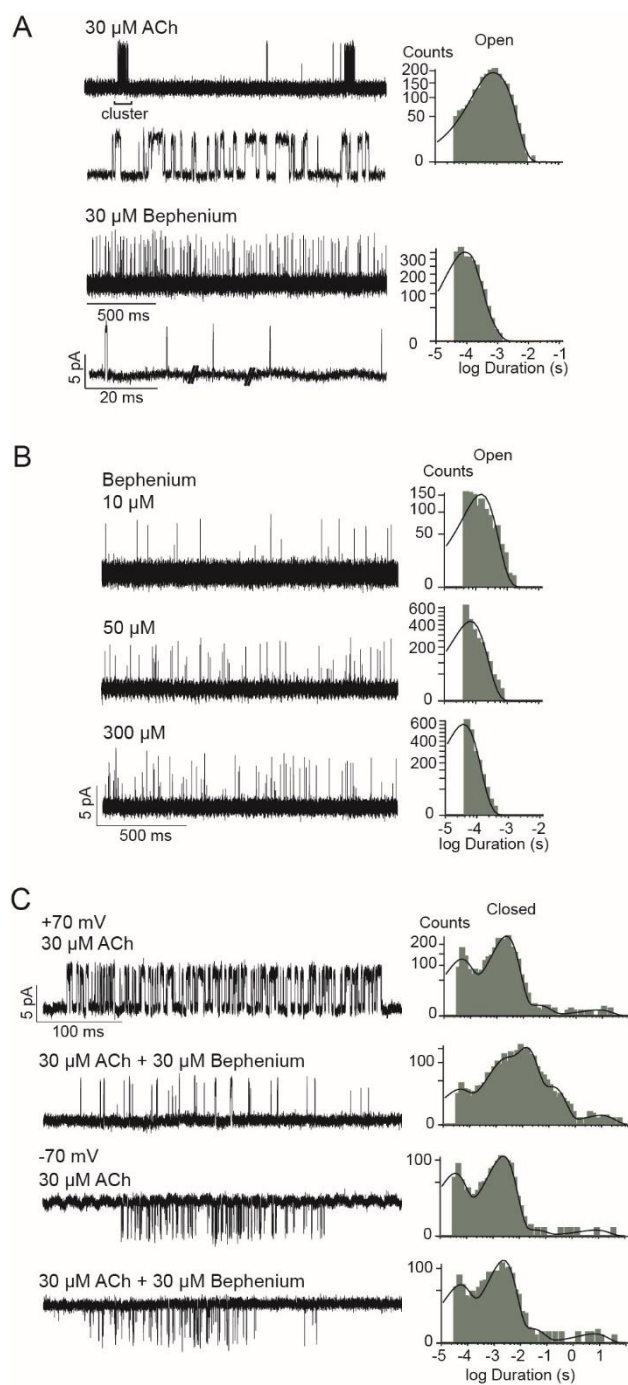 A
30 µM ACh
cluster
Counts
Open
200
150
100
50
0
30 µM Bephenium
500 ms
5 pA
20 ms
300
200
100
0
-5 -4 -3 -2 -1
log Duration (s)
B
Bephenium
10 µM
Counts
Open
150
100
50
0
50 µM
600
400
200
0
300 µM
5 pA
500 ms
600
400
200
0
-5 -4 -3 -2
log Duration (s)
C
+70 mV
30 µM ACh
5 pA
100 ms
Counts
Closed
200
100
0
30 µM ACh + 30 µM Bephenium
100
0
-70 mV
30 µM ACh
100
0
30 µM ACh + 30 µM Bephenium
100
0
-5 -4 -3 -2 -1 0 1
log Duration (s)